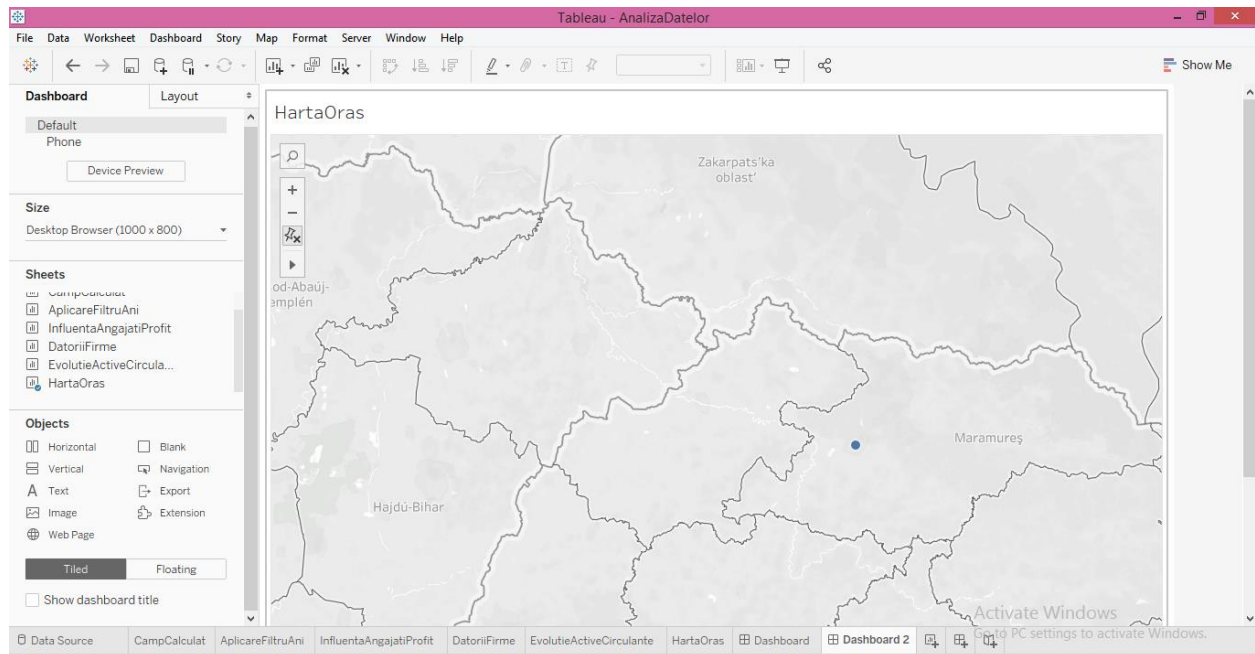 Tableau - AnalizaDatelor
File Data Worksheet Dashboard Story Map Format Server Window Help
Show Me
Dashboard Layout
Default
Phone
Device Preview
Size
Desktop Browser (1000 x 800)
Sheets
CampCalculat
AplicareFiltruAni
InfluentaAngajatiProfit
DatoriiFirme
EvolutieActiveCircula...
HartaOras
Objects
Horizontal Blank
Vertical Navigation
A Text Export
Image Extension
Web Page
Tiled Floating
Show dashboard title
HartaOras
Zakarpats'ka
oblast'
od-Abaúj-
emplén
Maramureş
Hajdú-Bihar
Activate Windows
Go to PC settings to activate Windows.
Data Source CampCalculat AplicareFiltruAni InfluentaAngajatiProfit DatoriiFirme EvolutieActiveCirculante HartaOras Dashboard Dashboard 2